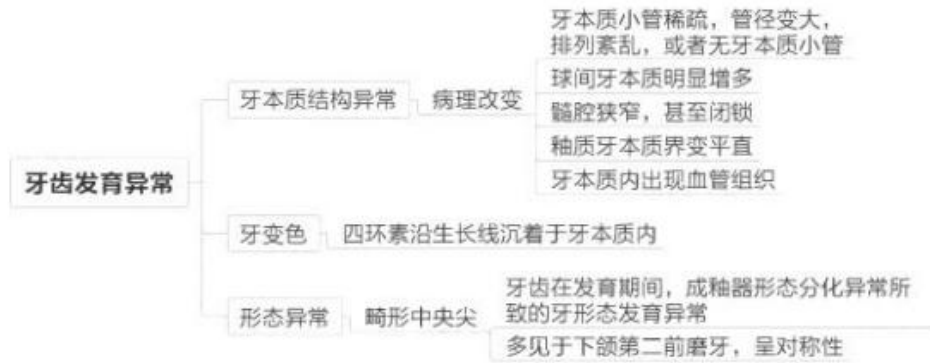 牙齿发育异常
牙本质结构异常
病理改变
牙本质小管稀疏，管径变大，
排列紊乱，或者无牙本质小管
球间牙本质明显增多
髓腔狭窄，甚至闭锁
釉质牙本质界变平直
牙本质内出现血管组织
牙变色
四环素沿生长线沉着于牙本质内
形态异常
畸形中央尖
牙齿在发育期间，成釉器形态分化异常所
致的牙形态发育异常
多见于下颌第二前磨牙，呈对称性